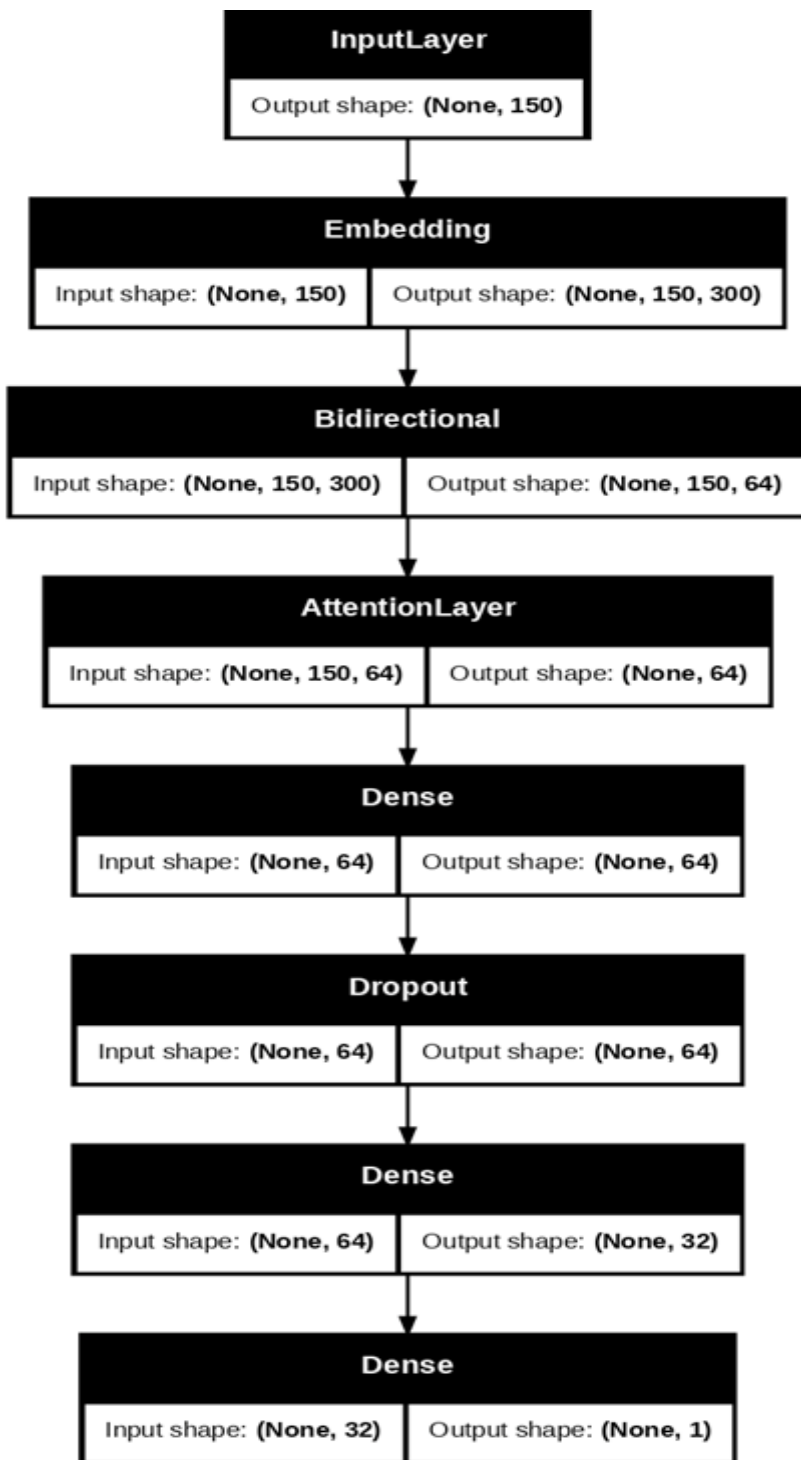 InputLayer
Output shape: (None, 150)
Embedding
Input shape: (None, 150) Output shape: (None, 150, 300)
Bidirectional
Input shape: (None, 150, 300) Output shape: (None, 150, 64)
AttentionLayer
Input shape: (None, 150, 64) Output shape: (None, 64)
Dense
Input shape: (None, 64) Output shape: (None, 64)
Dropout
Input shape: (None, 64) Output shape: (None, 64)
Dense
Input shape: (None, 64) Output shape: (None, 32)
Dense
Input shape: (None, 32) Output shape: (None, 1)